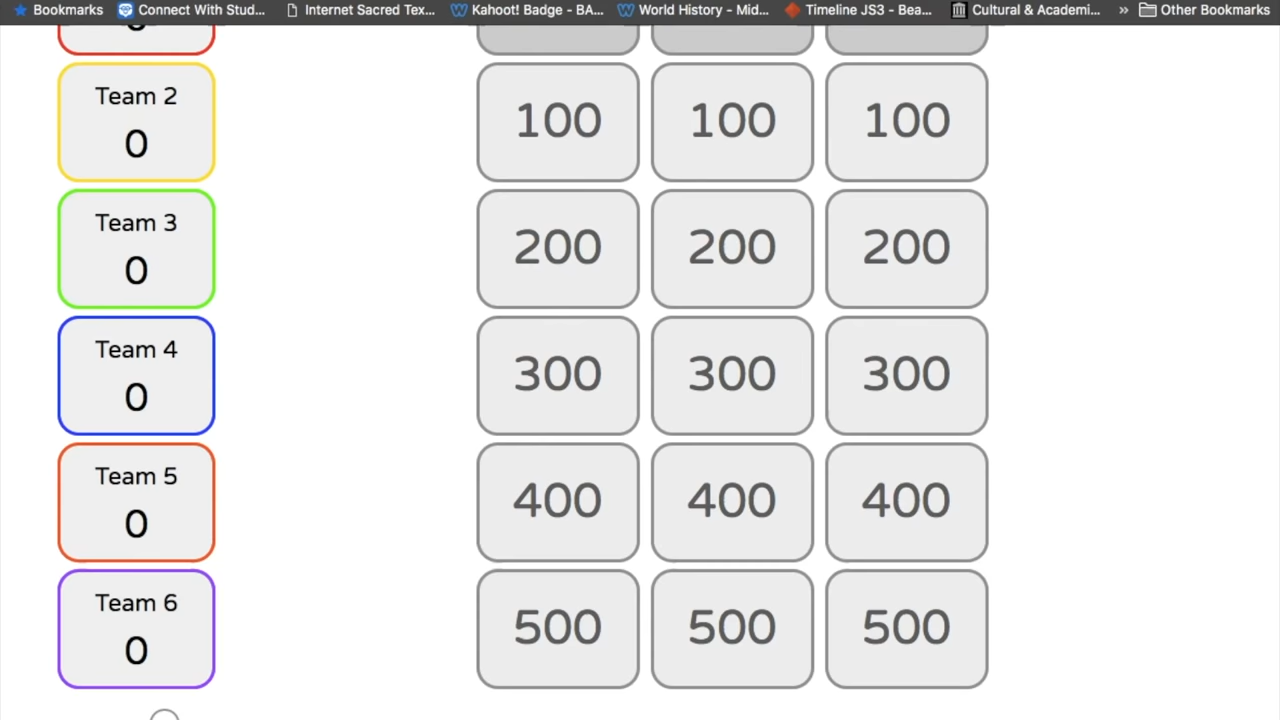 Bookmarks Connect With Stud... Internet Sacred Tex... Kahoot! Badge - BA... World History - Mid... Timeline JS3 - Bea... Cultural & Academi... » Other Bookmarks
Team 2
0
100 100 100
Team 3
0
200 200 200
Team 4
0
300 300 300
Team 5
0
400 400 400
Team 6
0
500 500 500